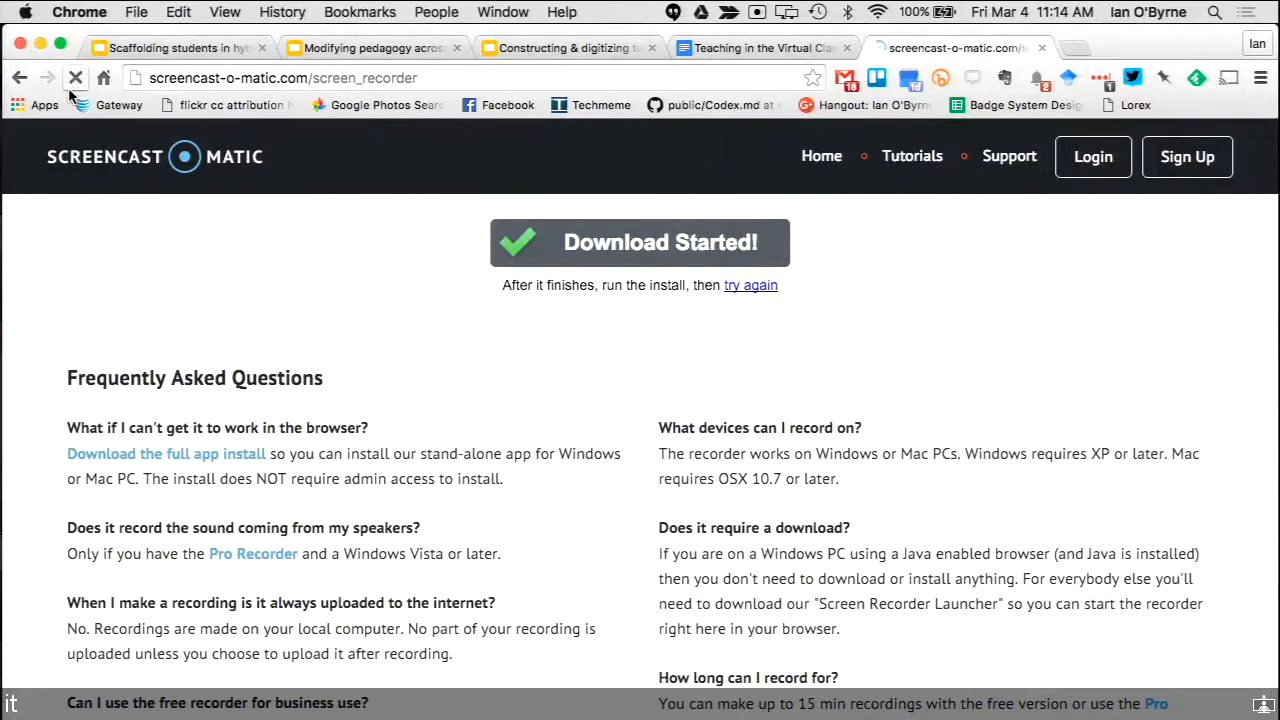 Chrome File Edit View History Bookmarks People Window Help 100% Fri Mar 4 11:14 AM Ian O'Byrne
Scaffolding students in hyb Modifying pedagogy across Constructing & digitizing t Teaching in the Virtual Cla screencast-o-matic.com/s Ian
screencast-o-matic.com/screen_recorder 18 1d 2 1
Apps Gateway flickr cc attribution Google Photos Sear Facebook Techmeme public/Codex.md at Hangout: Ian O'Byrn Badge System Desig Lorex
SCREENCAST MATIC Home Tutorials Support Login Sign Up
Download Started!
After it finishes, run the install, then try again
Frequently Asked Questions
What if I can't get it to work in the browser?
Download the full app install so you can install our stand-alone app for Windows
or Mac PC. The install does NOT require admin access to install.
Does it record the sound coming from my speakers?
Only if you have the Pro Recorder and a Windows Vista or later.
When I make a recording is it always uploaded to the internet?
No. Recordings are made on your local computer. No part of your recording is
uploaded unless you choose to upload it after recording.
Can I use the free recorder for business use?
What devices can I record on?
The recorder works on Windows or Mac PCs. Windows requires XP or later. Mac
requires OSX 10.7 or later.
Does it require a download?
If you are on a Windows PC using a Java enabled browser (and Java is installed)
then you don't need to download or install anything. For everybody else you'll
need to download our "Screen Recorder Launcher" so you can start the recorder
right here in your browser.
How long can I record for?
You can make up to 15 min recordings with the free version or use the Pro
it